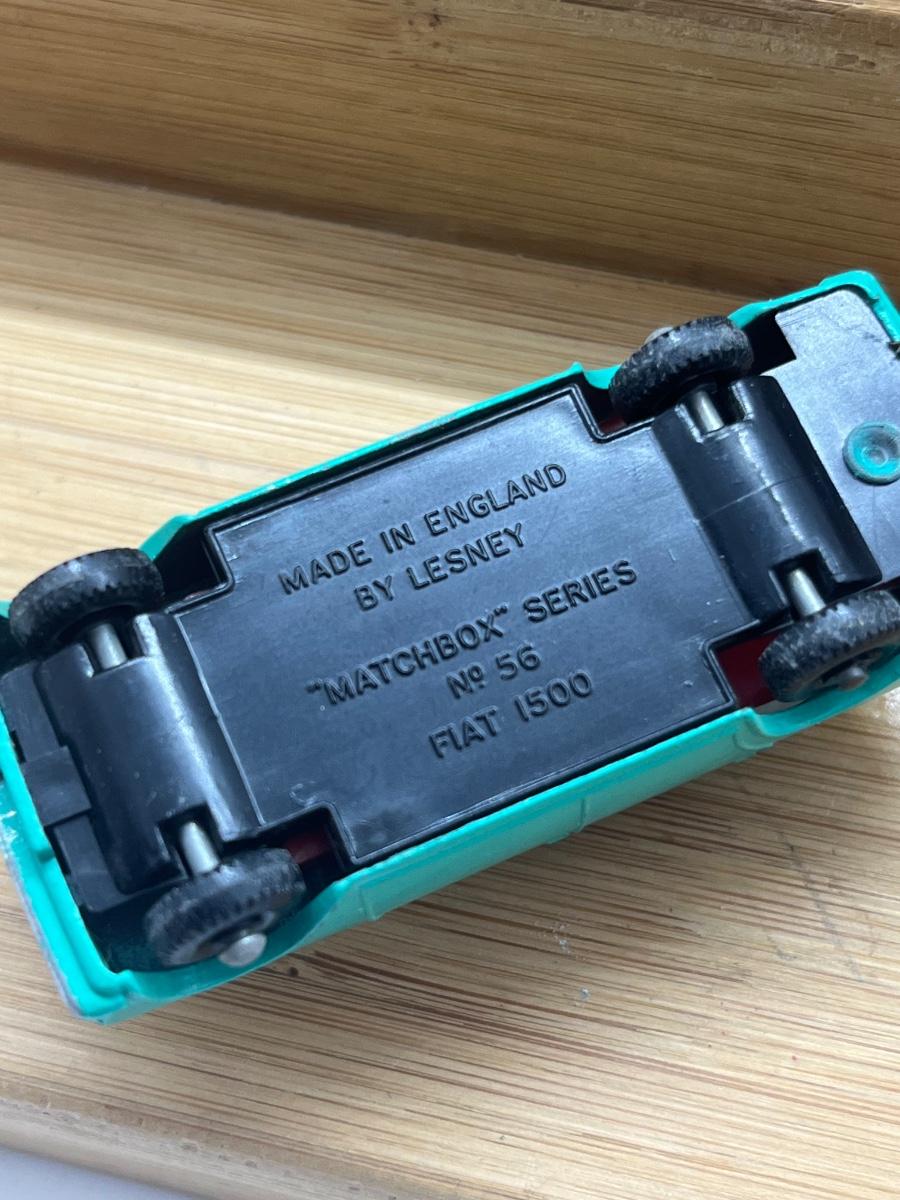 MADE IN ENGLAND
BY LESNEY
"MATCHBOX" SERIES
Nº 56
FIAT 1500